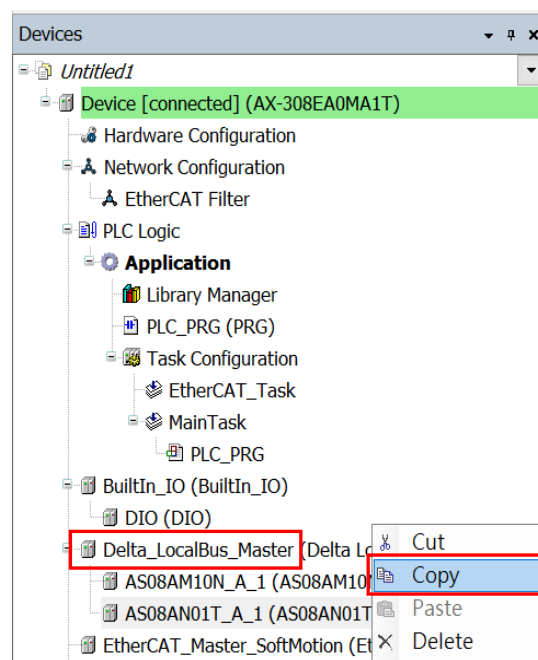 Devices
Untitled1
Device [connected] (AX-308EA0MA1T)
Hardware Configuration
Network Configuration
EtherCAT Filter
PLC Logic
Application
Library Manager
PLC_PRG (PRG)
Task Configuration
EtherCAT_Task
MainTask
PLC_PRG
BuiltIn_IO (BuiltIn_IO)
DIO (DIO)
Delta_LocalBus_Master (Delta Lo
Cut
AS08AM10N_A_1 (AS08AM10
Copy
AS08AN01T_A_1 (AS08AN01T
Paste
EtherCAT_Master_SoftMotion (Et
Delete